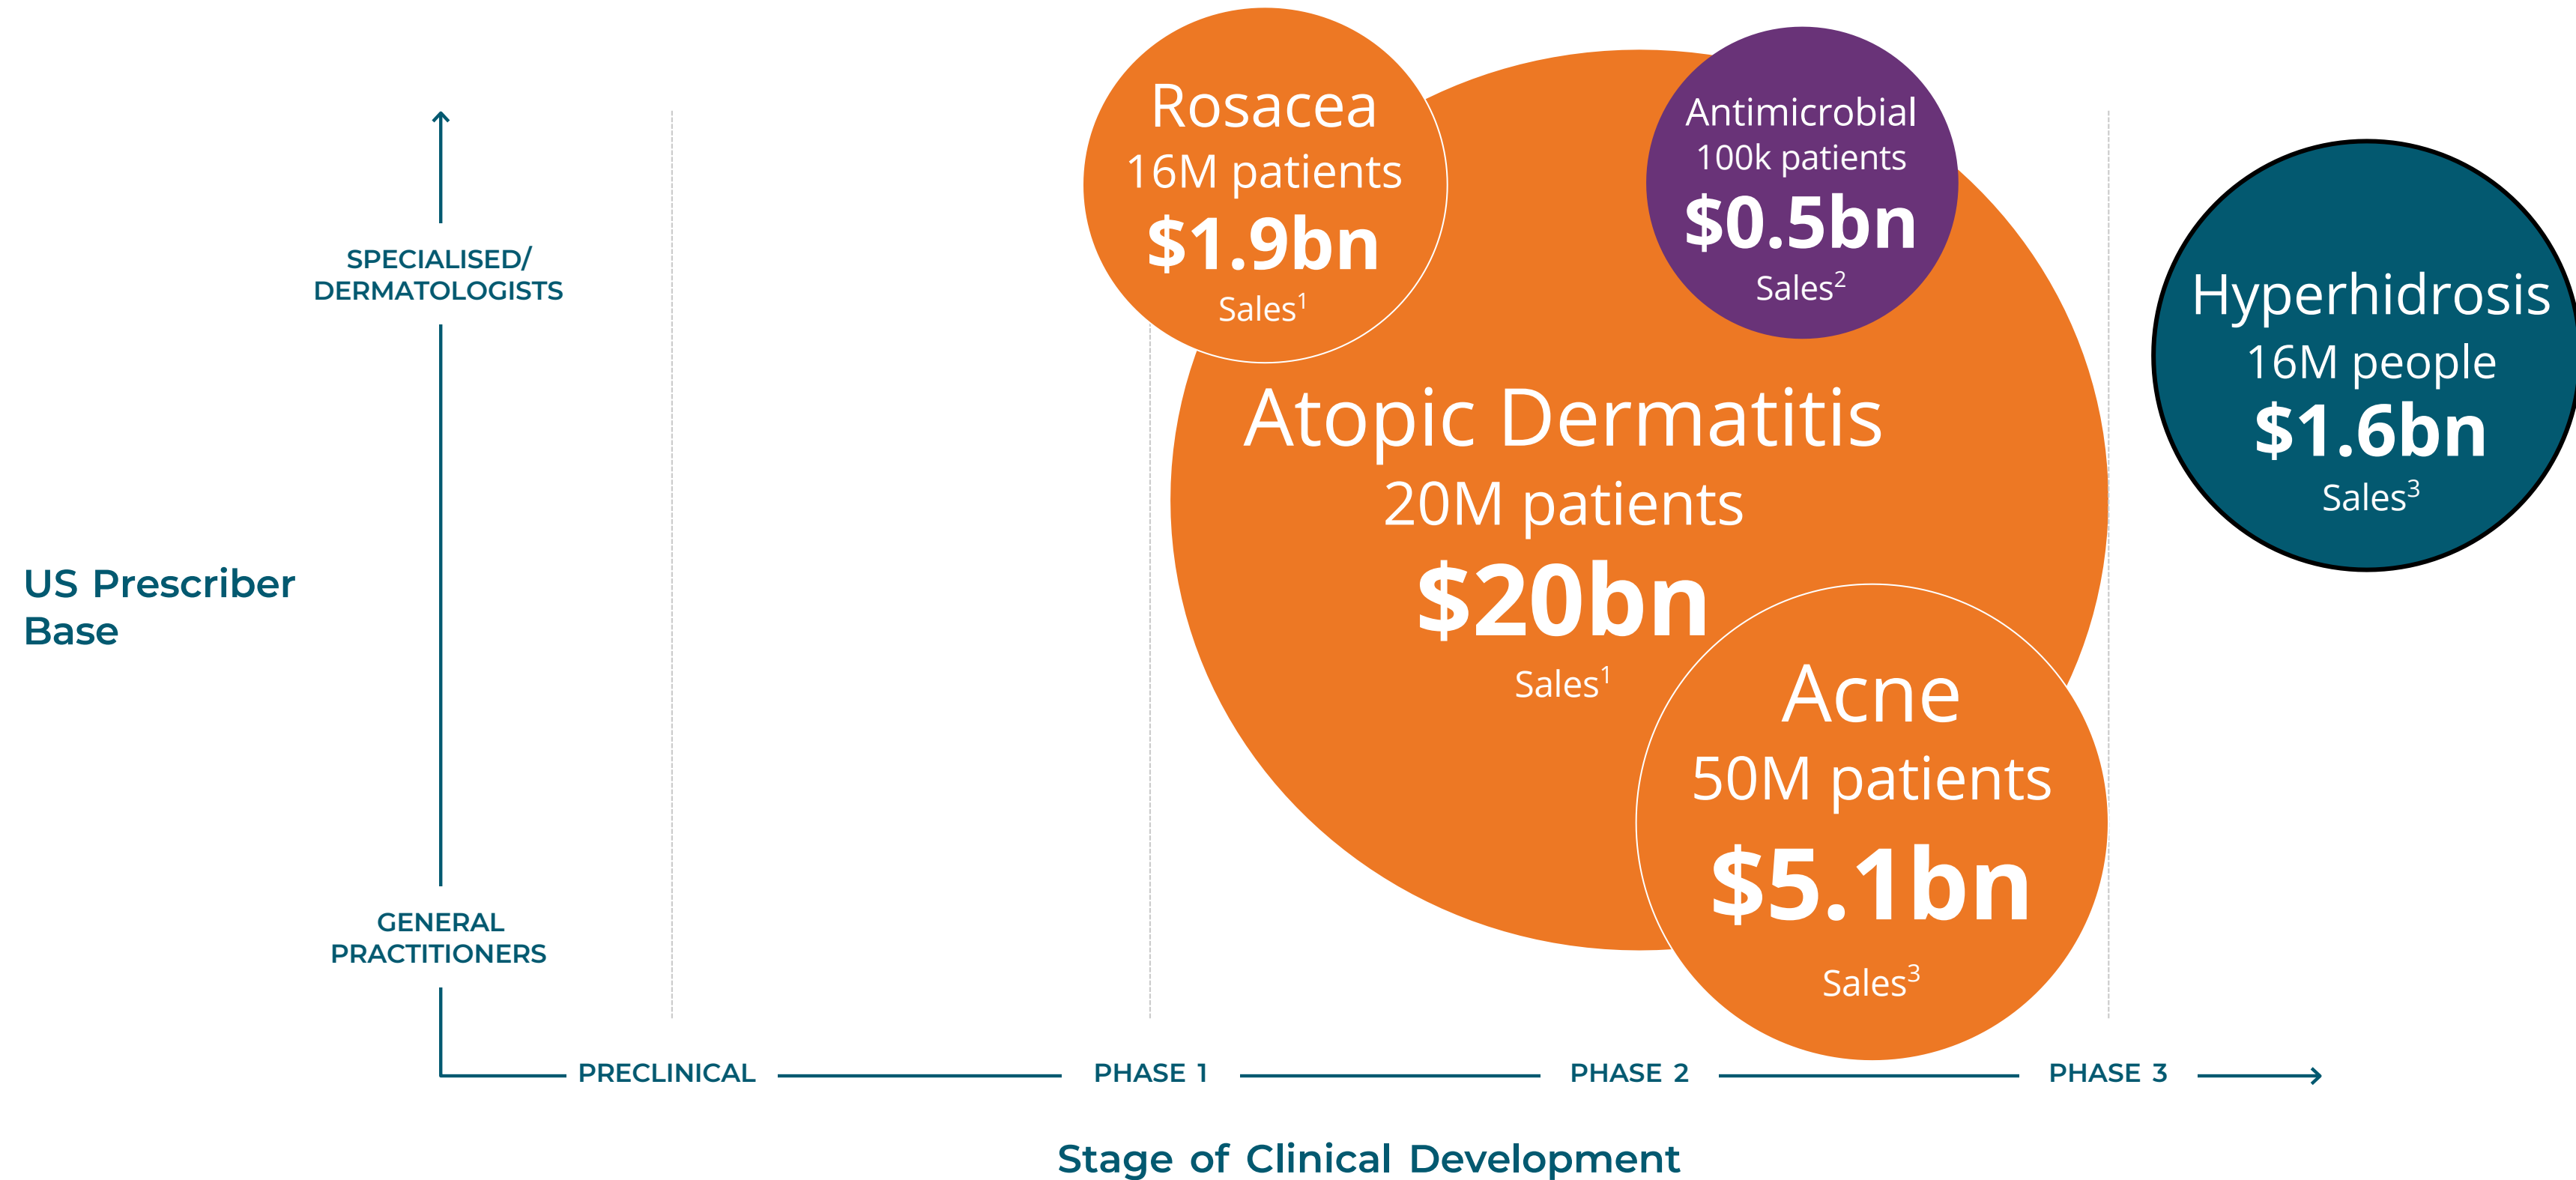 Rosacea
16M patients
$1.9bn
Sales1
Antimicrobial
100k patients
$0.5bn
Sales2
SPECIALISED/
DERMATOLOGISTS
Hyperhidrosis
16M people
$1.6bn
Sales3
Atopic Dermatitis
20M patients
$20bn
Sales1
US Prescriber
Base
Acne
50M patients
$5.1bn
Sales3
GENERAL
PRACTITIONERS
PRECLINICAL
PHASE 1
PHASE 2
PHASE 3
Stage of Clinical Development